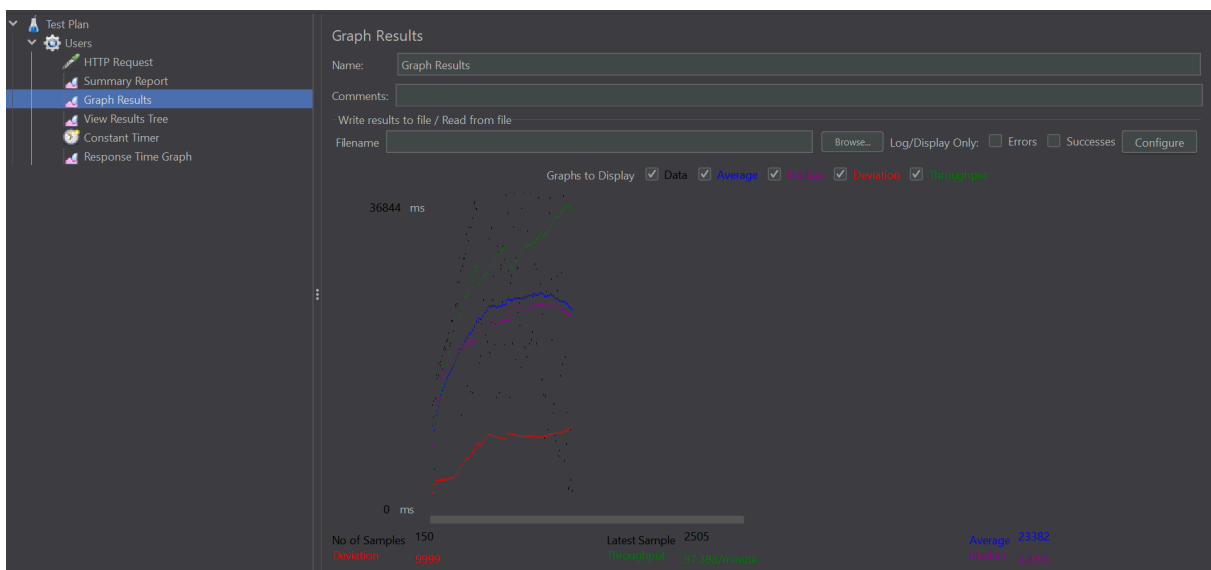 Test Plan
Users
HTTP Request
Summary Report
Graph Results
View Results Tree
Constant Timer
Response Time Graph
Graph Results
Name: Graph Results
Comments:
Write results to file / Read from file
Filename Browse... Log/Display Only: Errors Successes Configure
Graphs to Display Data Average Median Deviation Throughput
36844 ms
0 ms
No of Samples 150 Latest Sample 2505 Average 23382
Deviation 9999 Throughput Median